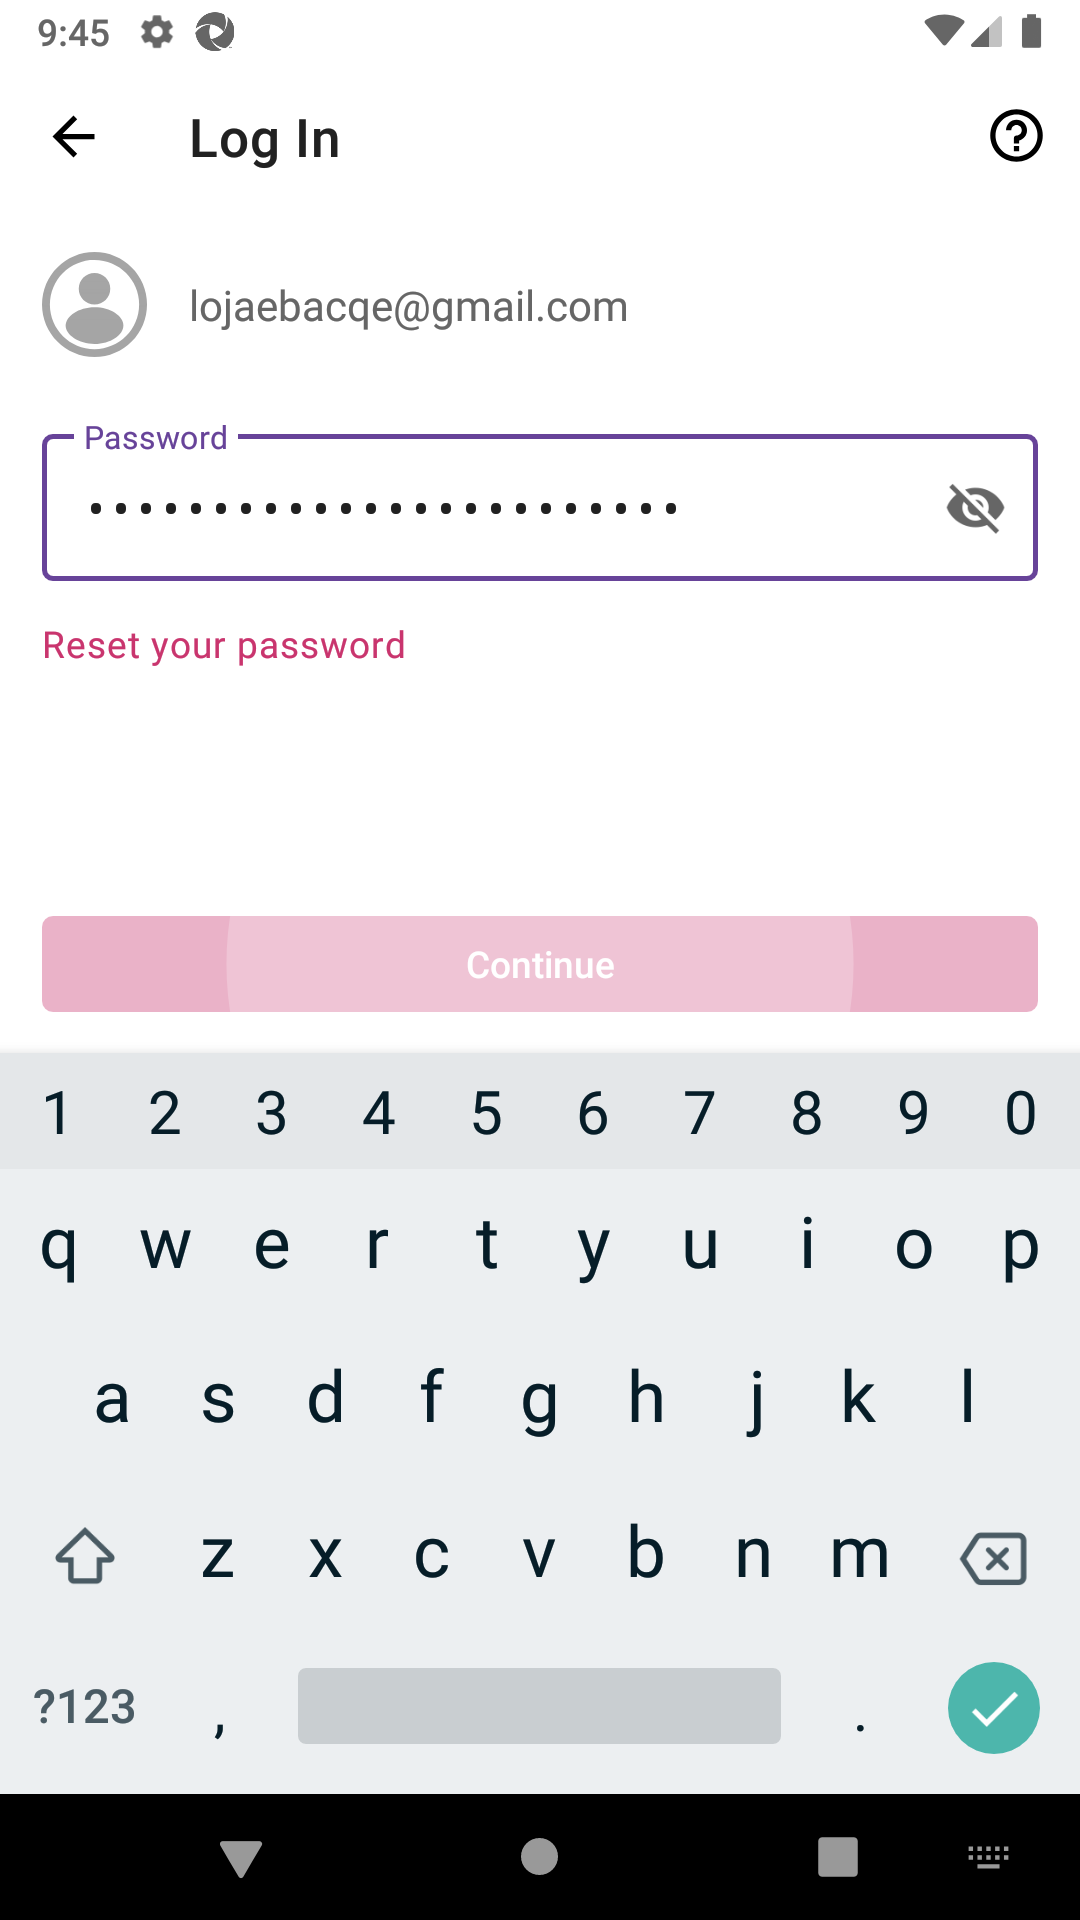 9:45
Log In
lojaebacqe@gmail.com
Password
••••••••••••••••••••••••
Reset your password
Continue
1 2 3 4 5 6 7 8 9 0
q w e r t y u i o p
a s d f g h j k l
z x c v b n m
?123 , .